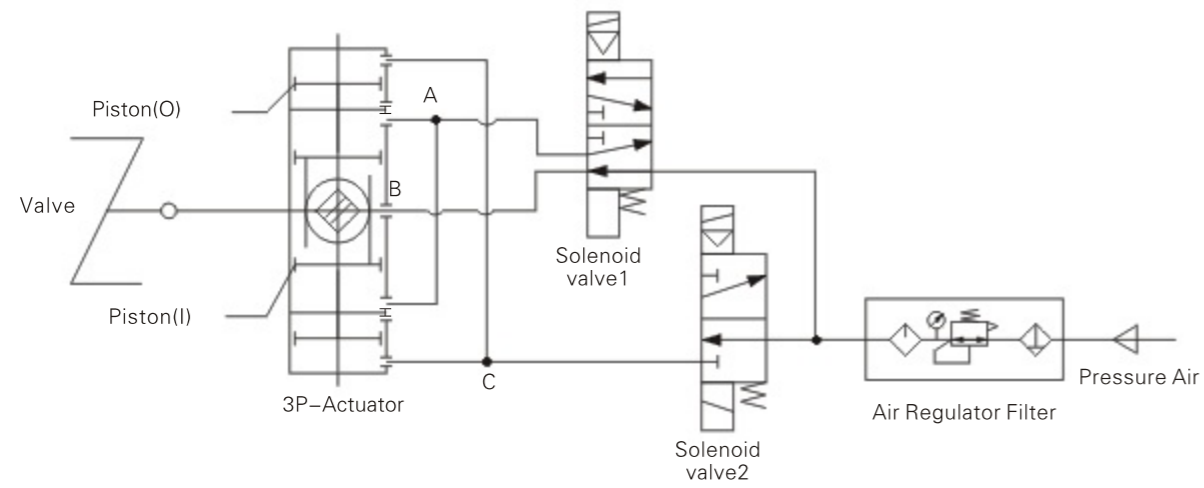 Piston(O)
A
Valve
B
Piston(I)
Solenoid
valve1
C
3P-Actuator
Pressure Air
Air Regulator Filter
Solenoid
valve2